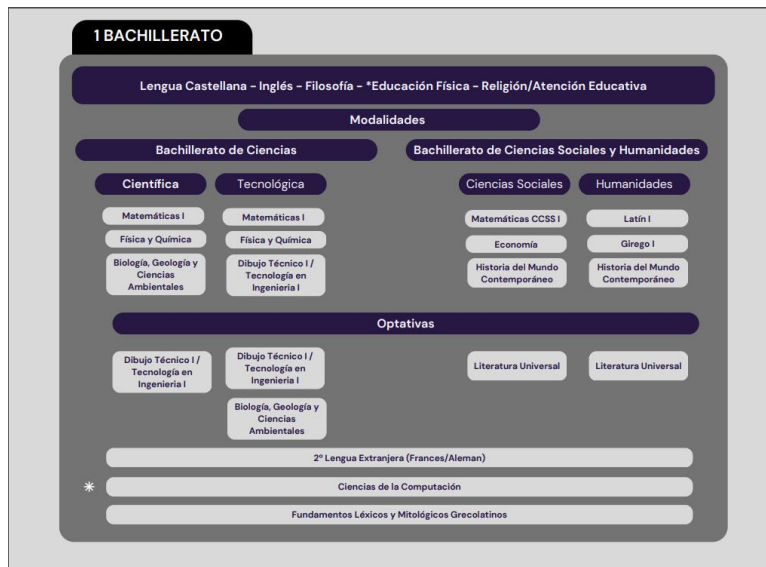 1 BACHILLERATO
Lengua Castellana - Inglés - Filosofía - *Educación Física - Religión/Atención Educativa
Modalidades
Bachillerato de Ciencias
Bachillerato de Ciencias Sociales y Humanidades
Científica
Tecnológica
Ciencias Sociales
Humanidades
Matemáticas I
Matemáticas I
Matemáticas CCSS I
Latín I
Física y Química
Física y Química
Economía
Girego I
Biología, Geología y
Ciencias
Ambientales
Dibujo Técnico I /
Tecnología en
Ingenieria I
Historia del Mundo
Contemporáneo
Historia del Mundo
Contemporáneo
Optativas
Dibujo Técnico I /
Tecnología en
Ingenieria I
Dibujo Técnico I /
Tecnología en
Ingenieria I
Literatura Universal
Literatura Universal
Biología, Geología y
Ciencias
Ambientales
2º Lengua Extranjera (Frances/Aleman)
* Ciencias de la Computación
Fundamentos Léxicos y Mitológicos Grecolatinos